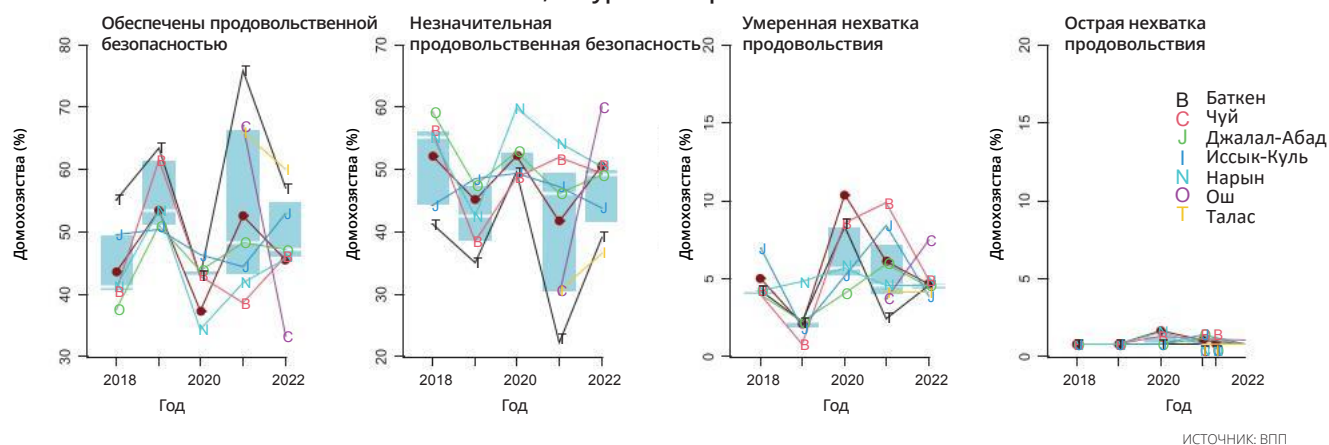 Обеспечены продовольственной
безопасностью
Домохозяйства (%)
80
70
60
50
40
30
2018
2020
2022
Год
Незначительная
продовольственная безопасность
Домохозяйства (%)
70
60
50
40
30
20
2018
2020
2022
Год
Умеренная нехватка
продовольствия
Домохозяйства (%)
20
15
10
5
0
2018
2020
2022
Год
Острая нехватка
продовольствия
Домохозяйства (%)
20
15
10
5
0
2018
2020
2022
Год
B Баткен
C Чуй
J Джалал-Абад
I Иссык-Куль
N Нарын
O Ош
T Талас
ИСТОЧНИК: ВПП